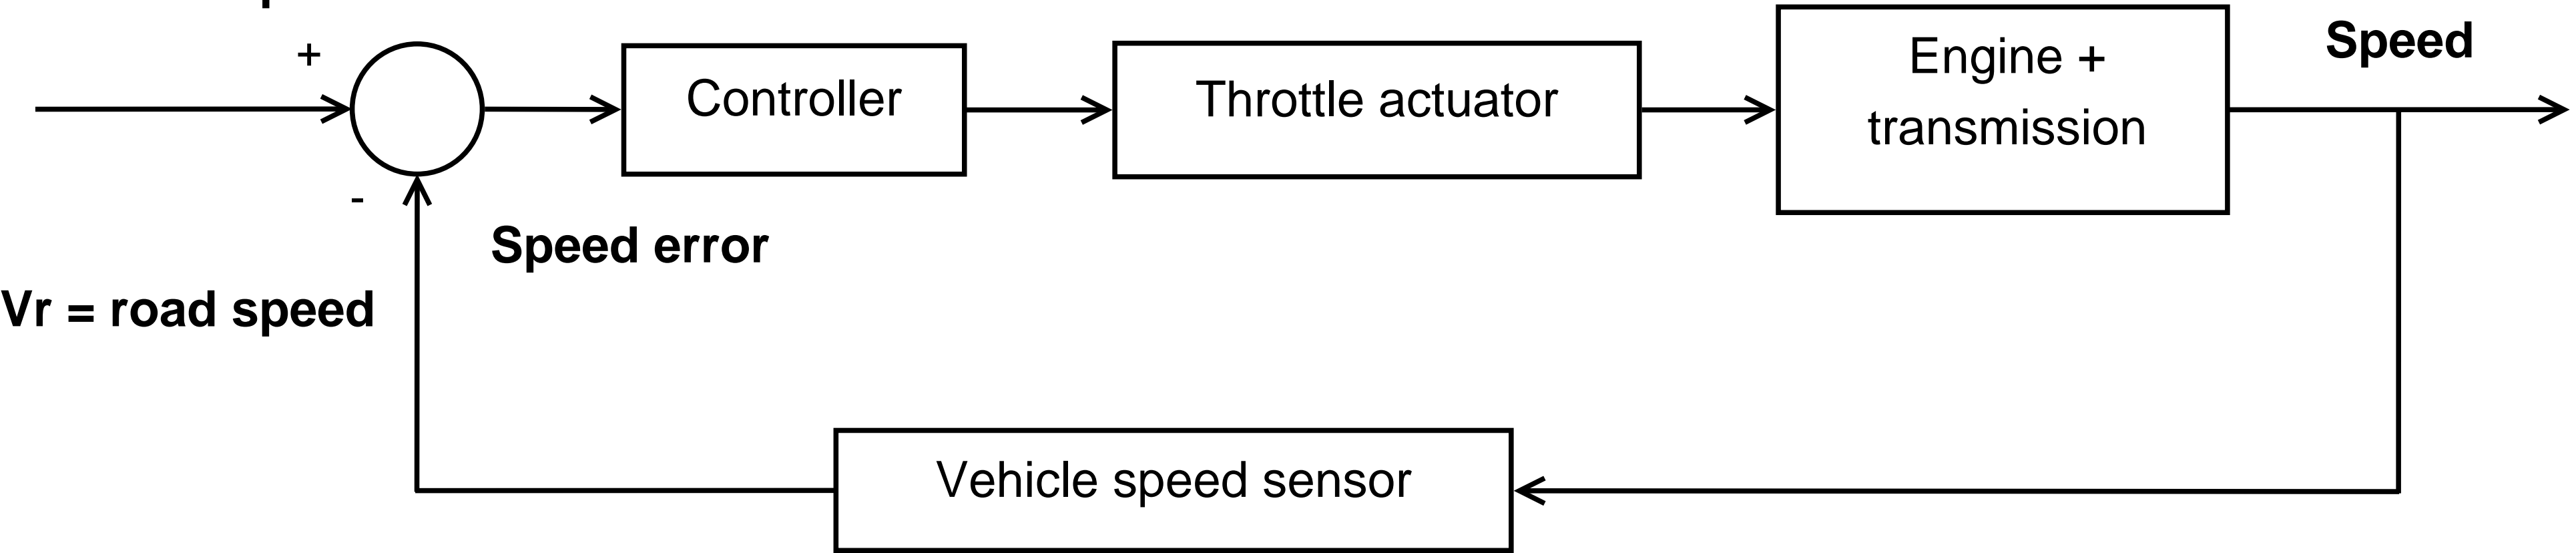 +
Controller
Throttle actuator
Engine +
transmission
Speed
-
Speed error
Vr = road speed
Vehicle speed sensor